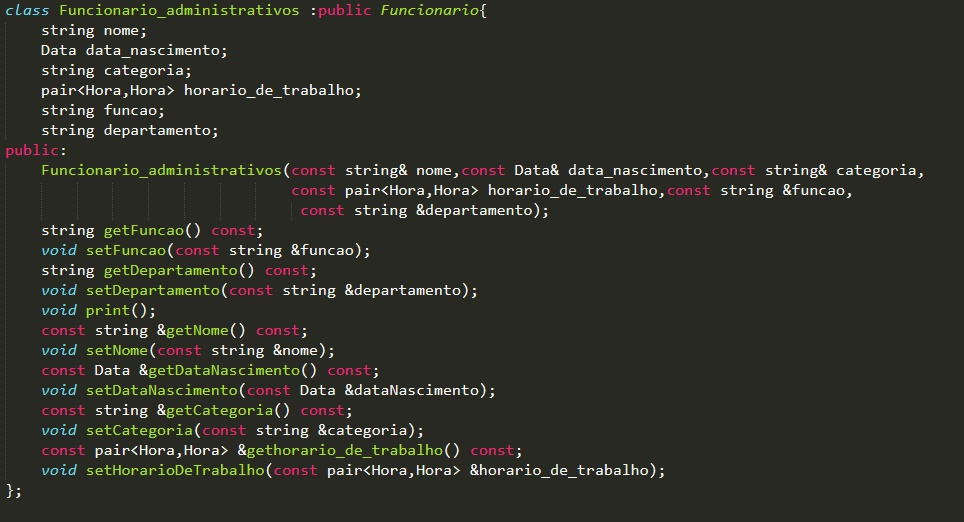 class Funcionario_administrativos :public Funcionario{
    string nome;
    Data data_nascimento;
    string categoria;
    pair<Hora,Hora> horario_de_trabalho;
    string funcao;
    string departamento;
public:
    Funcionario_administrativos(const string& nome,const Data& data_nascimento,const string& categoria,
                                const pair<Hora,Hora> horario_de_trabalho,const string &funcao,
                                 const string &departamento);
    string getFuncao() const;
    void setFuncao(const string &funcao);
    string getDepartamento() const;
    void setDepartamento(const string &departamento);
    void print();
    const string &getNome() const;
    void setNome(const string &nome);
    const Data &getDataNascimento() const;
    void setDataNascimento(const Data &dataNascimento);
    const string &getCategoria() const;
    void setCategoria(const string &categoria);
    const pair<Hora,Hora> &gethorario_de_trabalho() const;
    void setHorarioDeTrabalho(const pair<Hora,Hora> &horario_de_trabalho);
};